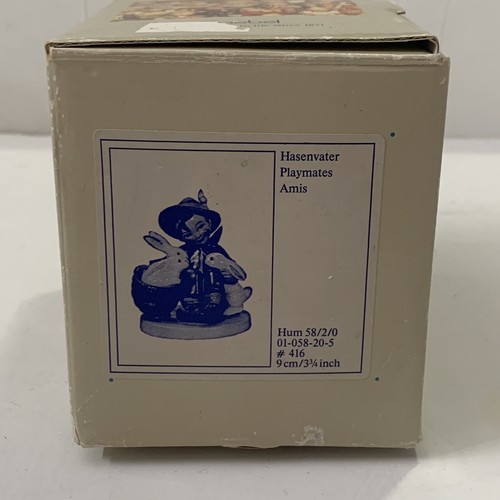 Hasenvater
Playmates
Amis
Hum 58/2/0
01-058-20-5
# 416
9 cm/3¾ inch